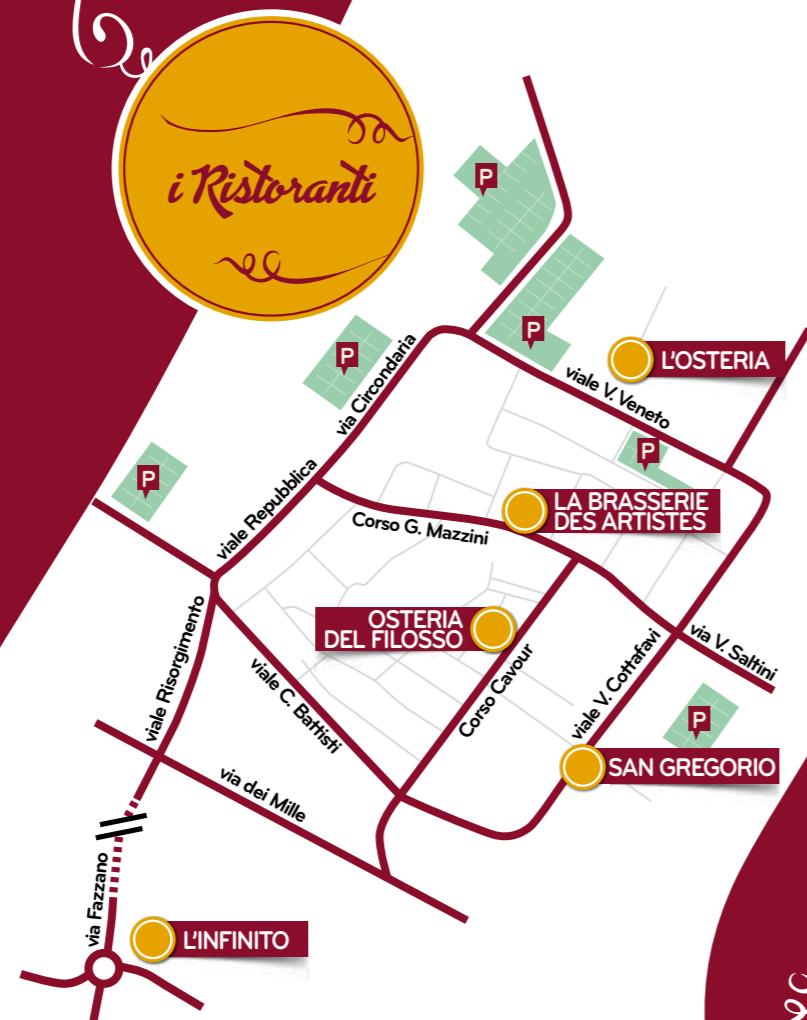 i Ristoranti
P
P
P
via Circondaria
L'OSTERIA
viale V. Veneto
P
P
viale Repubblica
LA BRASSERIE
DES ARTISTES
Corso G. Mazzini
OSTERIA
DEL FILOSSO
viale Risorgimento
viale C. Battisti
Corso Cavour
viale V. Cottafavi
via V. Saltini
P
SAN GREGORIO
via dei Mille
via Fazzano
L'INFINITO